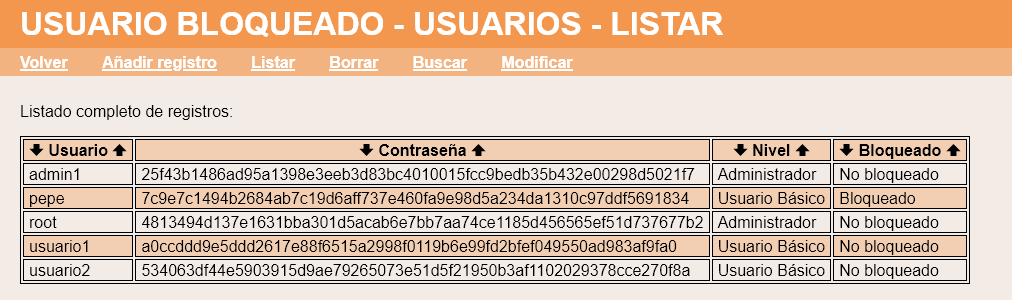 USUARIO BLOQUEADO - USUARIOS - LISTAR
Volver Añadir registro Listar Borrar Buscar Modificar
Listado completo de registros:
🡇 Usuario 🡅 🡇 Contraseña 🡅 🡇 Nivel 🡅 🡇 Bloqueado 🡅
admin1 25f43b1486ad95a1398e3eeb3d83bc4010015fcc9bedb35b432e00298d5021f7 Administrador No bloqueado
pepe 7c9e7c1494b2684ab7c19d6aff737e460fa9e98d5a234da1310c97ddf5691834 Usuario Básico Bloqueado
root 4813494d137e1631bba301d5acab6e7bb7aa74ce1185d456565ef51d737677b2 Administrador No bloqueado
usuario1 a0ccddd9e5ddd2617e88f6515a2998f0119b6e99fd2bfef049550ad983af9fa0 Usuario Básico No bloqueado
usuario2 534063df44e5903915d9ae79265073e51d5f21950b3af1102029378cce270f8a Usuario Básico No bloqueado